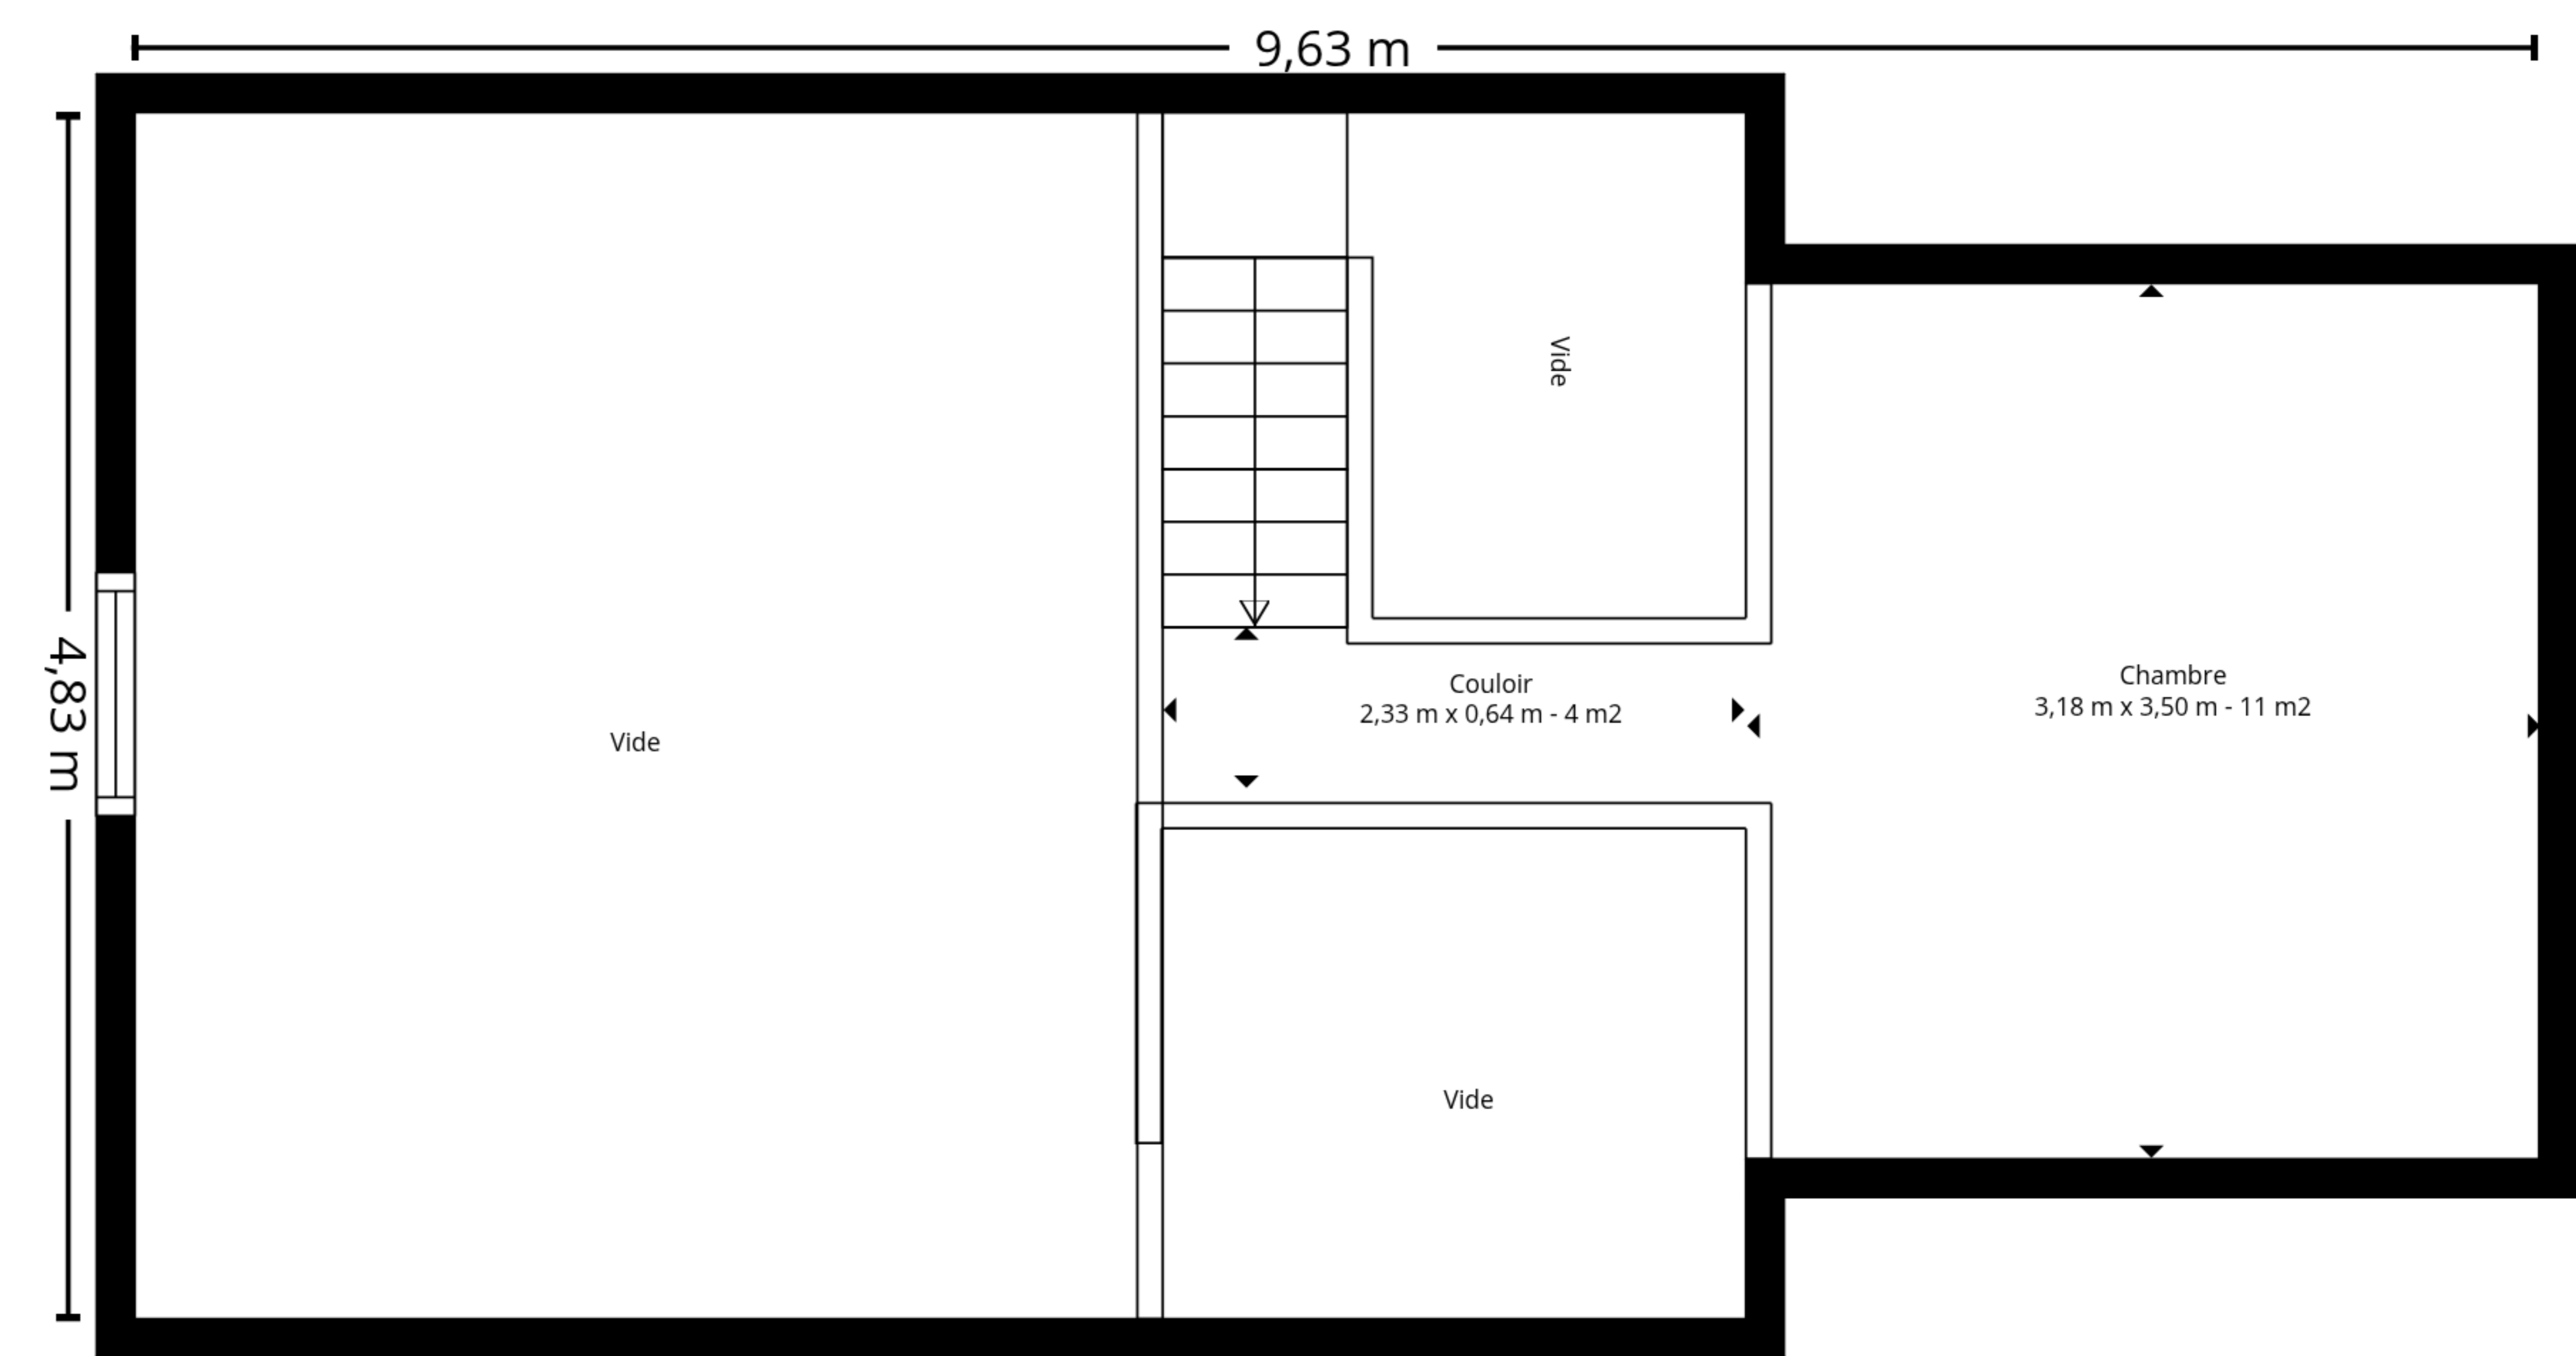 9,63 m
4,83 m
Vide
Vide
Couloir
2,33 m x 0,64 m - 4 m2
Chambre
3,18 m x 3,50 m - 11 m2
Vide